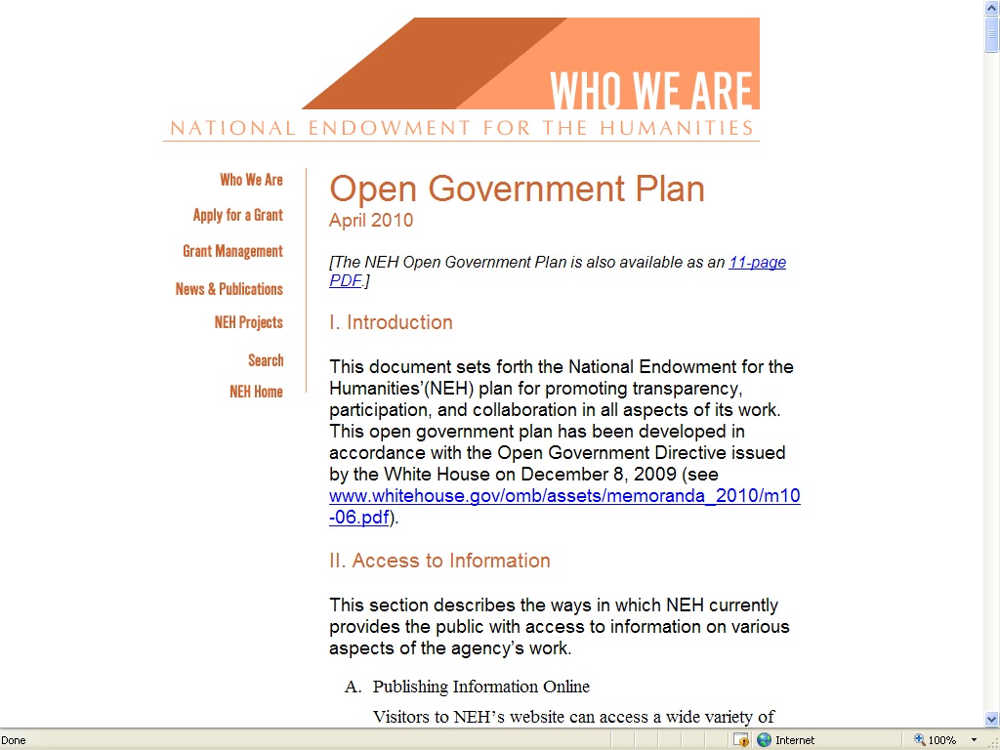 WHO WE ARE
NATIONAL ENDOWMENT FOR THE HUMANITIES
Who We Are
Apply for a Grant
Grant Management
News & Publications
NEH Projects
Search
NEH Home
Open Government Plan
April 2010
[The NEH Open Government Plan is also available as an 11-page
PDF.]
I. Introduction
This document sets forth the National Endowment for the
Humanities’(NEH) plan for promoting transparency,
participation, and collaboration in all aspects of its work.
This open government plan has been developed in
accordance with the Open Government Directive issued
by the White House on December 8, 2009 (see
www.whitehouse.gov/omb/assets/memoranda_2010/m10
-06.pdf).
II. Access to Information
This section describes the ways in which NEH currently
provides the public with access to information on various
aspects of the agency’s work.
A. Publishing Information Online
Visitors to NEH’s website can access a wide variety of
Done
Internet
100%